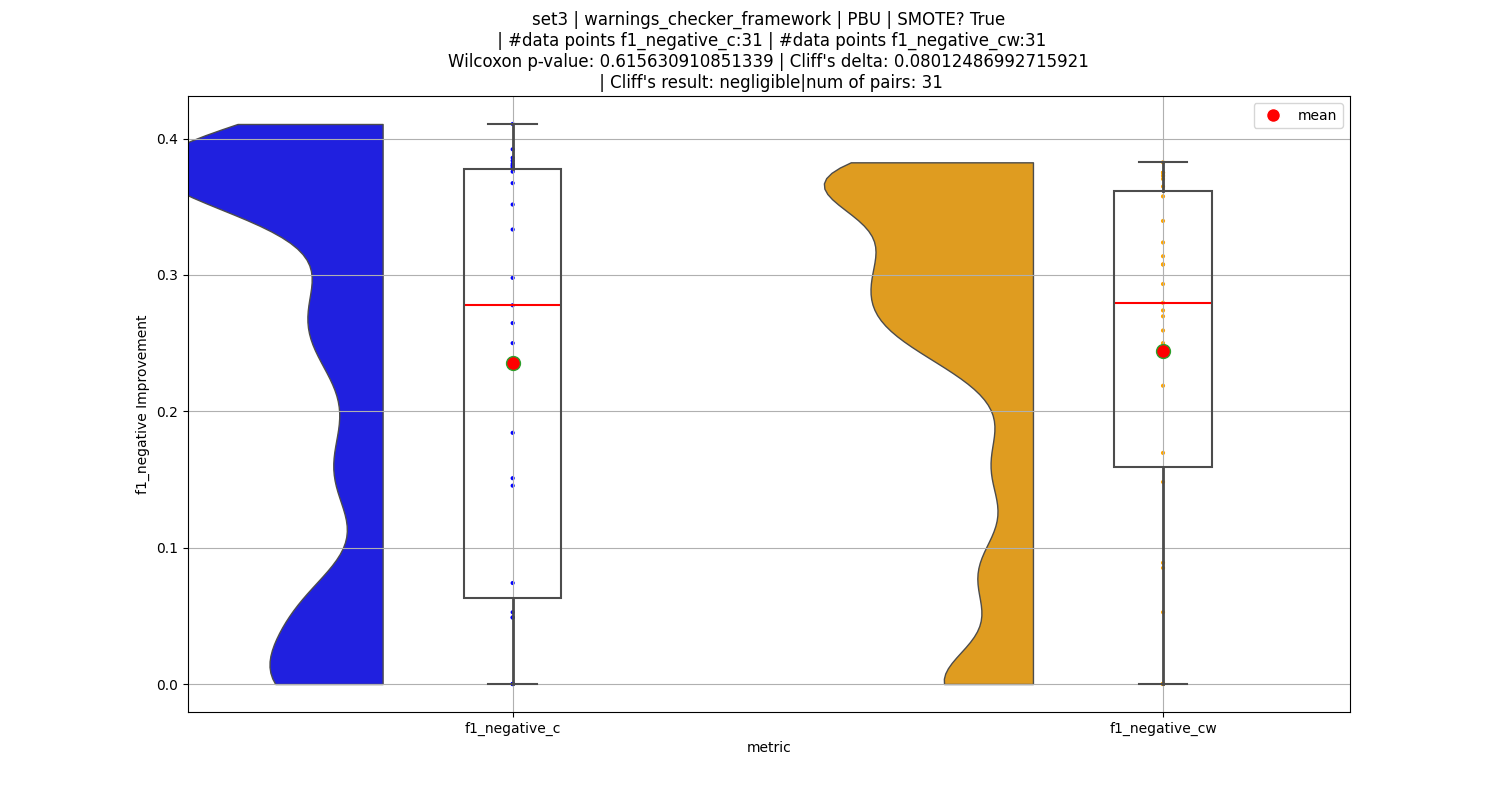 set3 | warnings_checker_framework | PBU | SMOTE? True
| #data points f1_negative_c:31 | #data points f1_negative_cw:31
Wilcoxon p-value: 0.615630910851339 | Cliff's delta: 0.08012486992715921
| Cliff's result: negligible|num of pairs: 31
mean
0.4
0.3
0.2
0.1
0.0
f1_negative Improvement
f1_negative_c
f1_negative_cw
metric